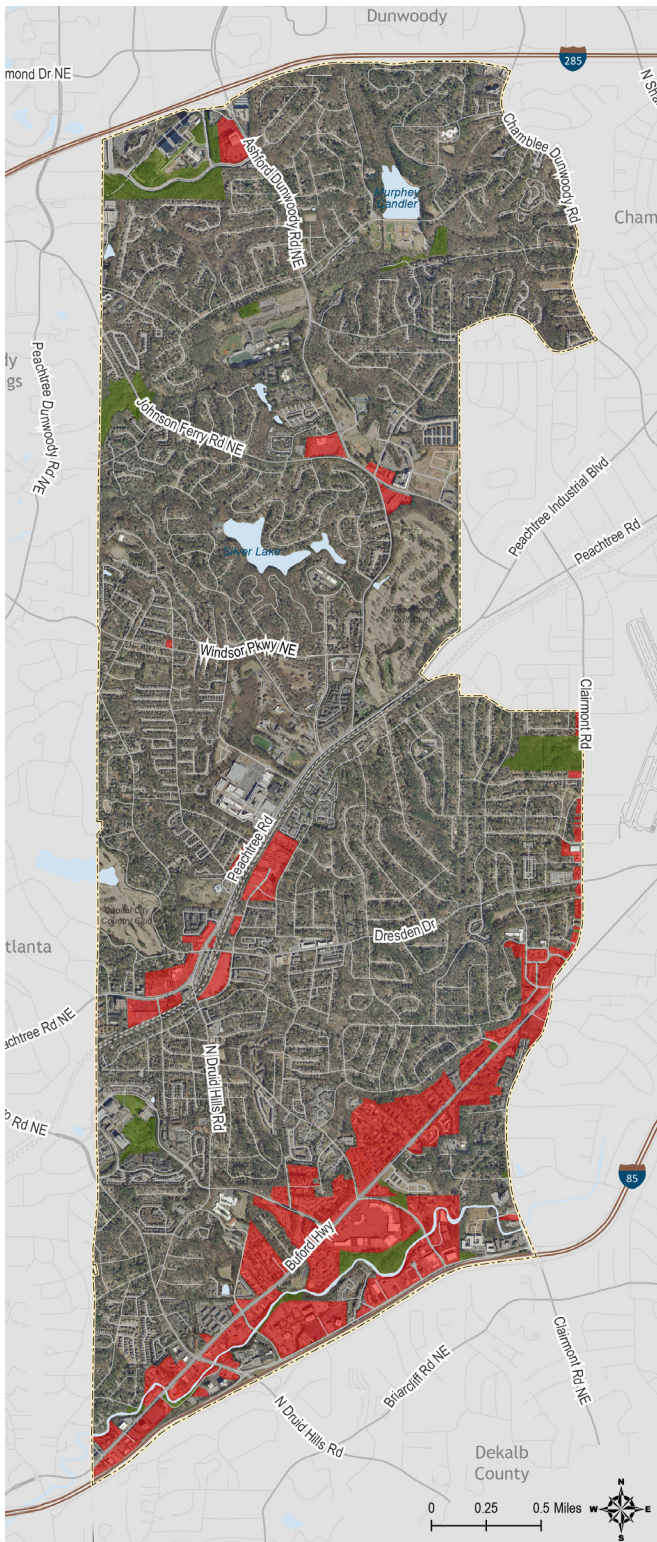 Dunwoody
285
mond Dr NE
N Sha
Ashford Dunwoody Rd NE
Chamblee Dunwoody Rd
Murphey
Candler
Cham
dy
gs
Peachtree Dunwoody Rd NE
Johnson Ferry Rd NE
Peachtree Industrial Blvd
Peachtree Rd
Silver Lake
Golf Club
Windsor Pkwy NE
Clairmont Rd
Peachtree Rd
Capital City
Country Club
Dresden Dr
tlanta
achtree Rd NE
N Druid Hills Rd
o Rd NE
85
Buford Hwy
Clairmont Rd NE
Briarcliff Rd NE
N Druid Hills Rd
Dekalb
County
0 0.25 0.5 Miles
N
W E
S